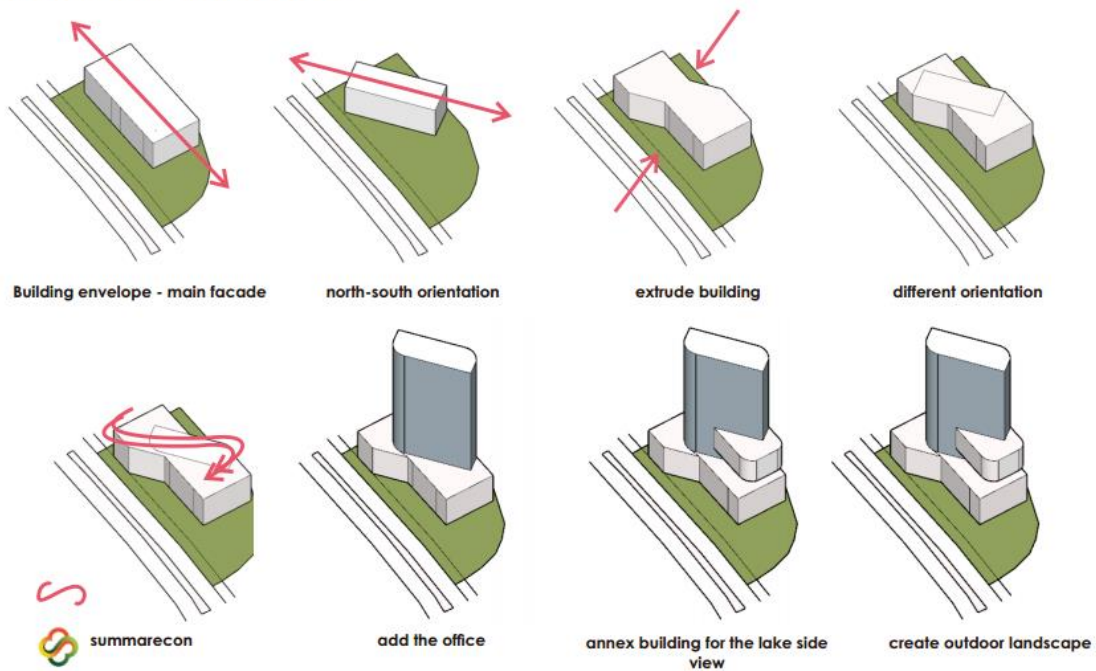 Building envelope - main facade
north-south orientation
extrude building
different orientation
summarecon
add the office
annex building for the lake side
view
create outdoor landscape